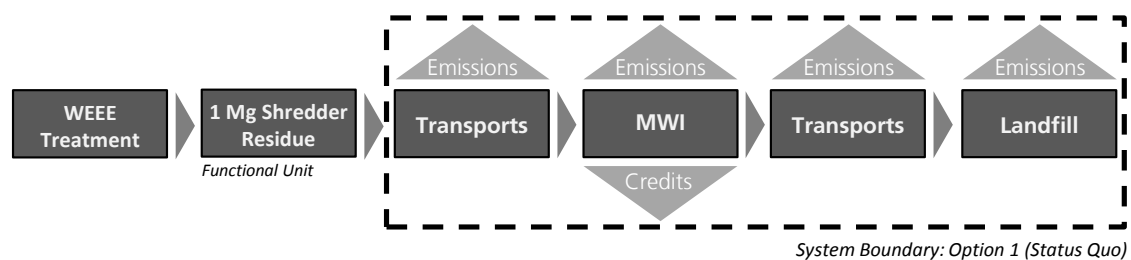 Emissions
Emissions
Emissions
Emissions
WEEE
Treatment
1 Mg Shredder
Residue
Transports
MWI
Transports
Landfill
Functional Unit
Credits
System Boundary: Option 1 (Status Quo)